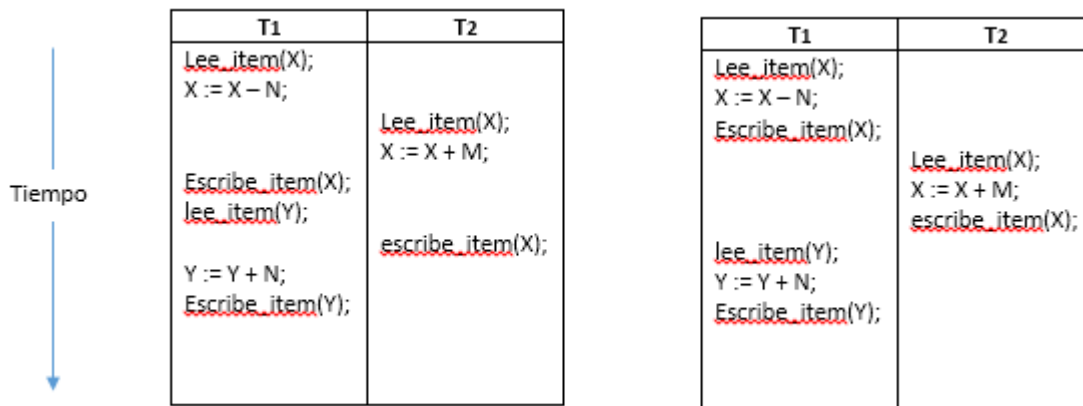 Tiempo
T1 T2
Lee_item(X);
X := X – N;
Lee_item(X);
X := X + M;
Escribe_item(X);
lee_item(Y);
escribe_item(X);
Y := Y + N;
Escribe_item(Y);
T1 T2
Lee_item(X);
X := X – N;
Escribe_item(X);
Lee_item(X);
X := X + M;
escribe_item(X);
lee_item(Y);
Y := Y + N;
Escribe_item(Y);